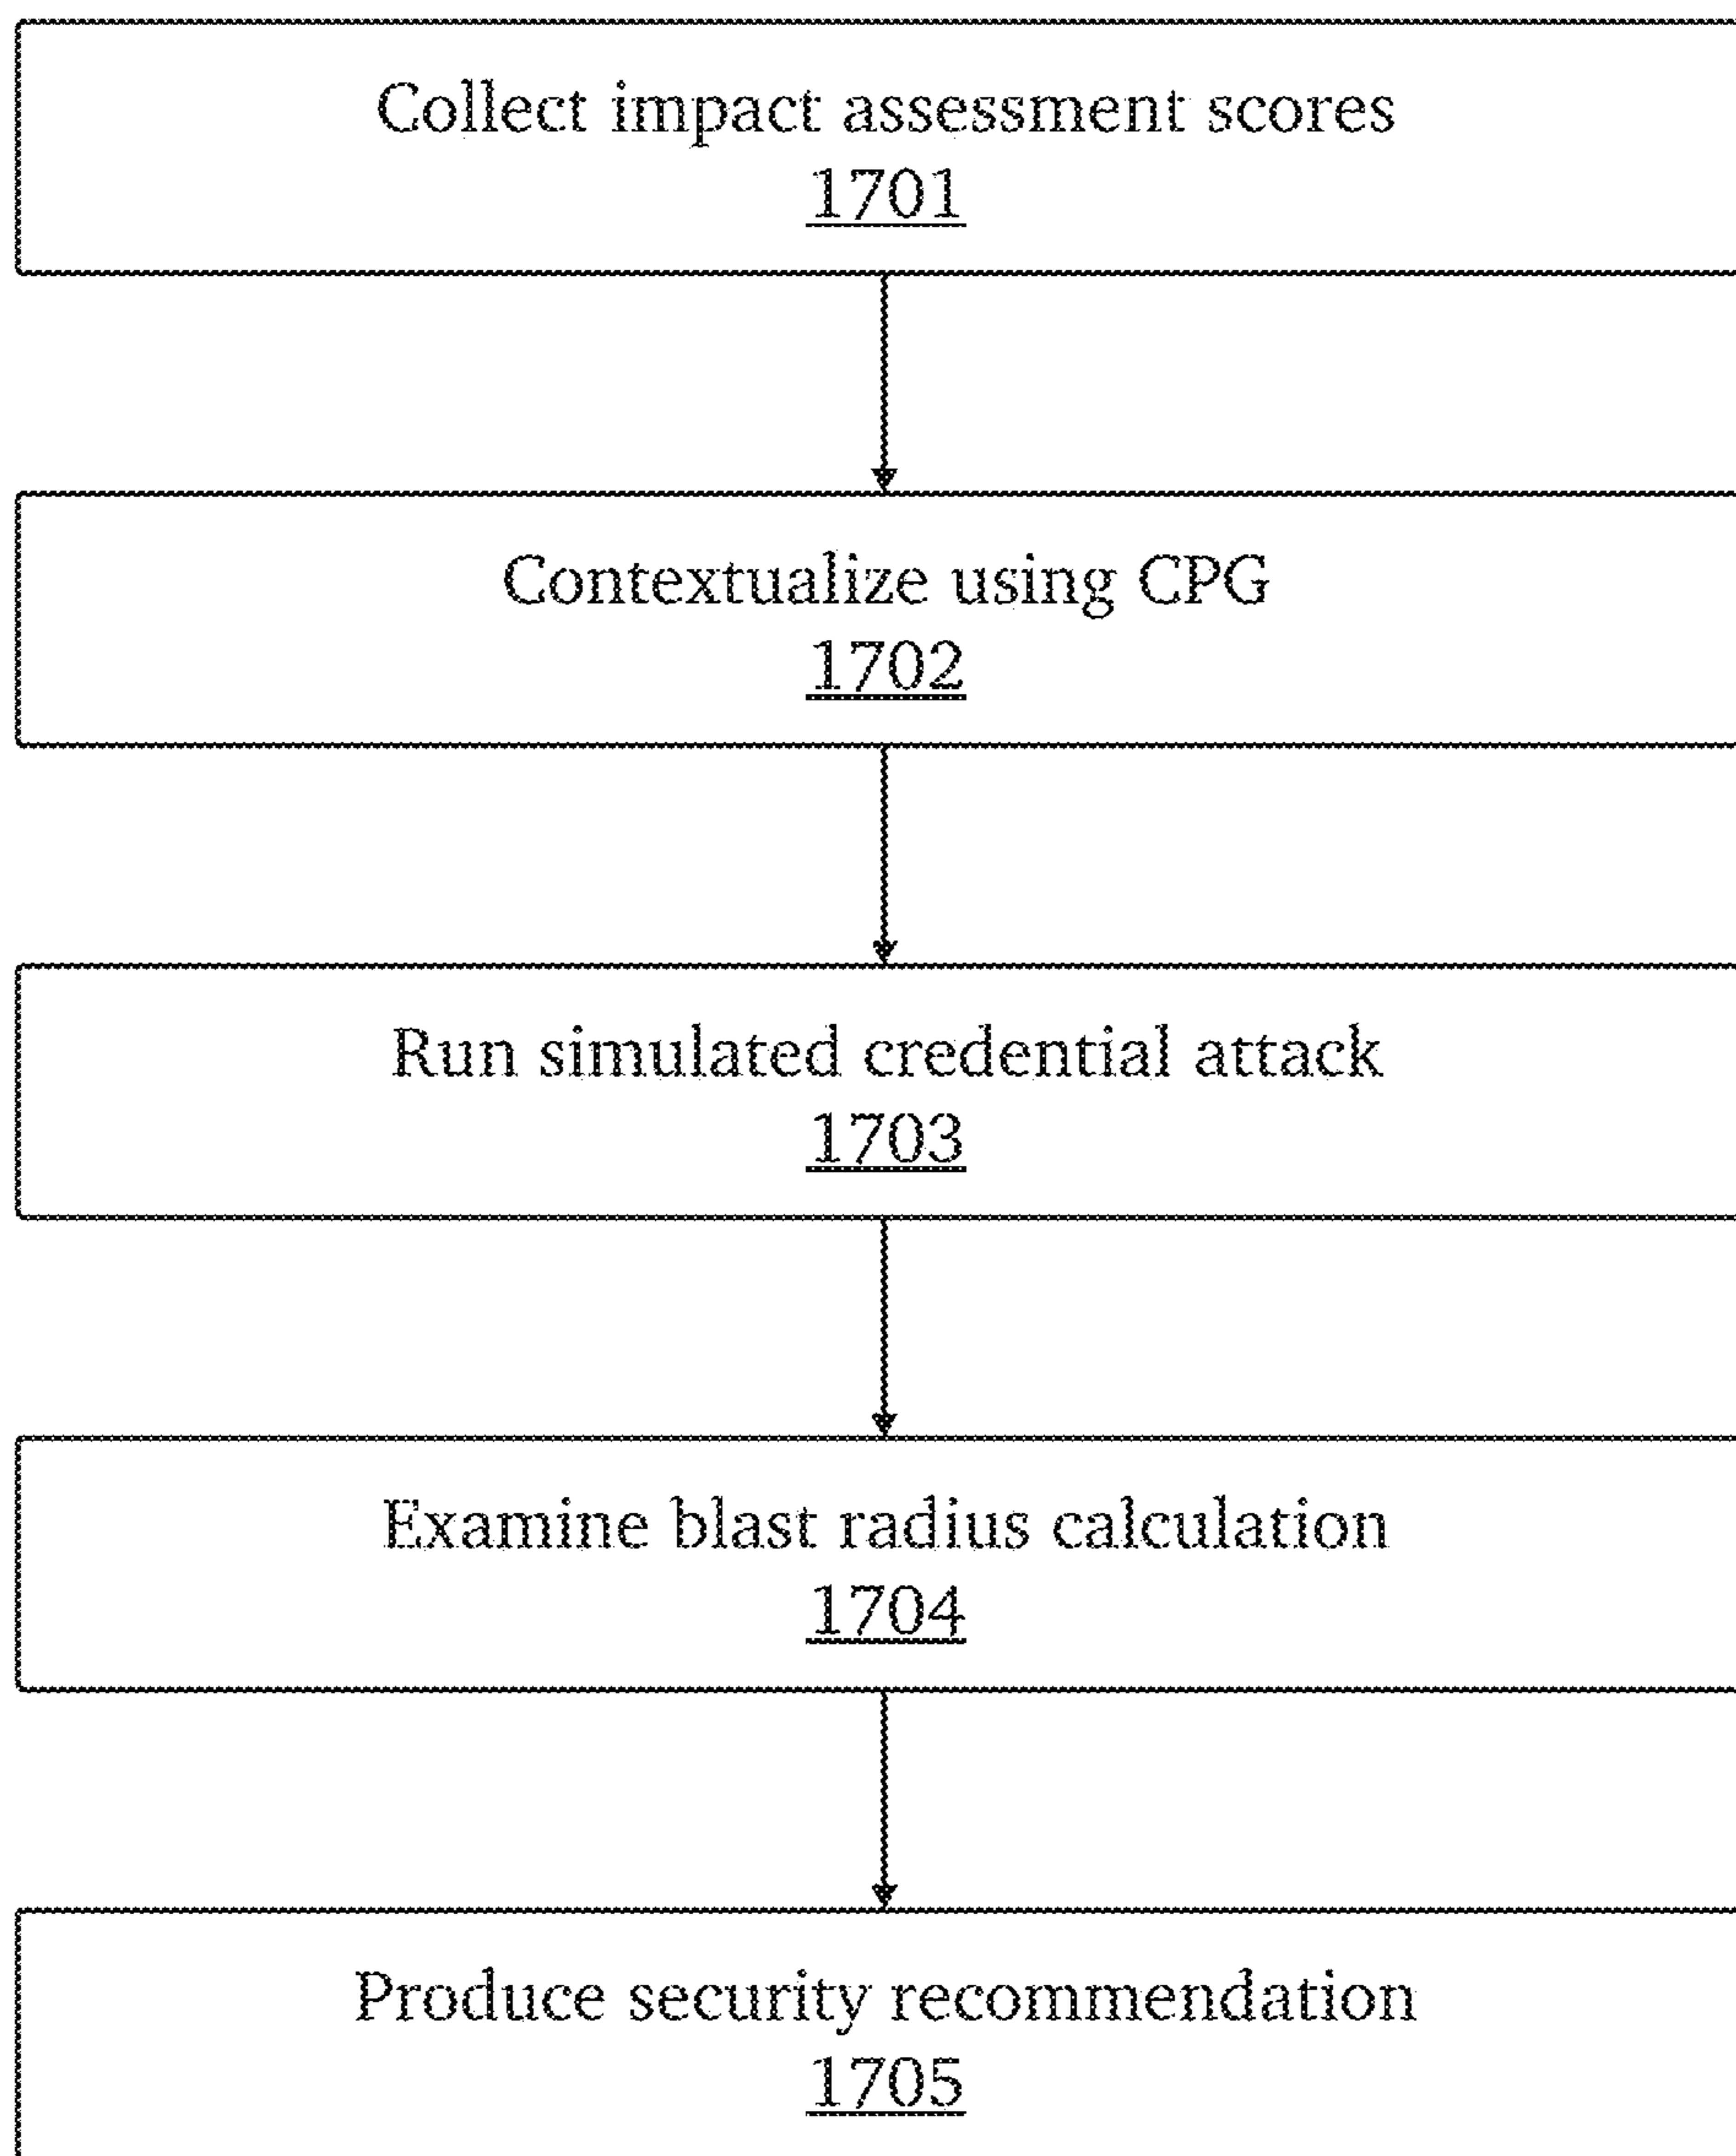 Collect impact assessment scores
1701
Contextualize using CPG
1702
Run simulated credential attack
1703
Examine blast radius calculation
1704
Produce security recommendation
1705